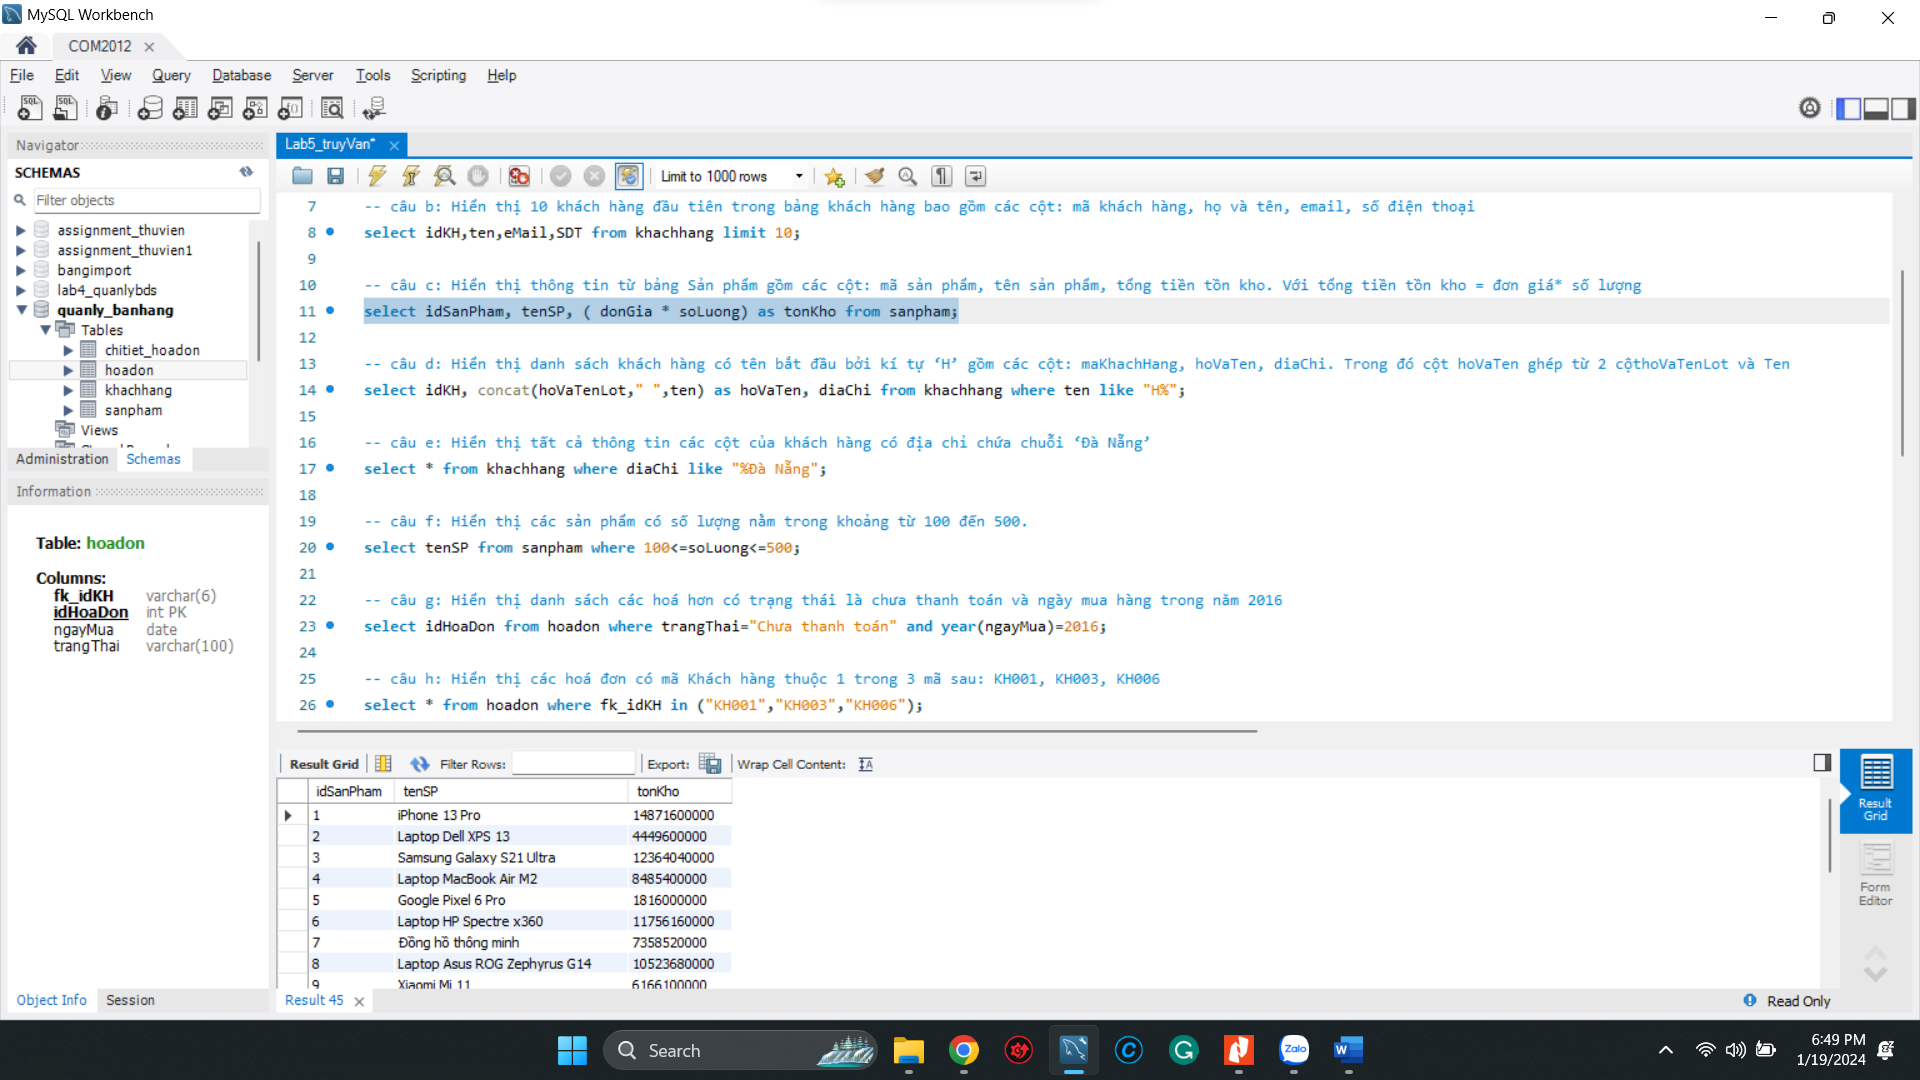 MySQL Workbench
COM2012
File Edit View Query Database Server Tools Scripting Help
Navigator
SCHEMAS
Filter objects
assignment_thuvien
assignment_thuvien1
bangimport
lab4_quanlybds
quanly_banhang
Tables
chitiet_hoadon
hoadon
khachhang
sanpham
Views
Administration Schemas
Information
Table: hoadon
Columns:
fk_idKH varchar(6)
idHoaDon int PK
ngayMua date
trangThai varchar(100)
Object Info Session
Lab5_truyVan*
Limit to 1000 rows
7 -- câu b: Hiển thị 10 khách hàng đầu tiên trong bảng khách hàng bao gồm các cột: mã khách hàng, họ và tên, email, số điện thoại
8 select idKH,ten,eMail,SDT from khachhang limit 10;
9
10 -- câu c: Hiển thị thông tin từ bảng Sản phẩm gồm các cột: mã sản phẩm, tên sản phẩm, tổng tiền tồn kho. Với tổng tiền tồn kho = đơn giá* số lượng
11 select idSanPham, tenSP, ( donGia * soLuong) as tonKho from sanpham;
12
13 -- câu d: Hiển thị danh sách khách hàng có tên bắt đầu bởi kí tự ‘H’ gồm các cột: maKhachHang, hoVaTen, diaChi. Trong đó cột hoVaTen ghép từ 2 cộthoVaTenLot và Ten
14 select idKH, concat(hoVaTenLot," ",ten) as hoVaTen, diaChi from khachhang where ten like "H%";
15
16 -- câu e: Hiển thị tất cả thông tin các cột của khách hàng có địa chỉ chứa chuỗi ‘Đà Nẵng’
17 select * from khachhang where diaChi like "%Đà Nẵng";
18
19 -- câu f: Hiển thị các sản phẩm có số lượng nằm trong khoảng từ 100 đến 500.
20 select tenSP from sanpham where 100<=soLuong<=500;
21
22 -- câu g: Hiển thị danh sách các hoá hơn có trạng thái là chưa thanh toán và ngày mua hàng trong năm 2016
23 select idHoaDon from hoadon where trangThai="Chưa thanh toán" and year(ngayMua)=2016;
24
25 -- câu h: Hiển thị các hoá đơn có mã Khách hàng thuộc 1 trong 3 mã sau: KH001, KH003, KH006
26 select * from hoadon where fk_idKH in ("KH001","KH003","KH006");
Result Grid Filter Rows: Export: Wrap Cell Content:
idSanPham tenSP tonKho
1 iPhone 13 Pro 14871600000
2 Laptop Dell XPS 13 4449600000
3 Samsung Galaxy S21 Ultra 12364040000
4 Laptop MacBook Air M2 8485400000
5 Google Pixel 6 Pro 1816000000
6 Laptop HP Spectre x360 11756160000
7 Đồng hồ thông minh 7358520000
8 Laptop Asus ROG Zephyrus G14 10523680000
9 Xiaomi Mi 11 6166100000
Result Grid
Form Editor
Result 45
Read Only
Search
Zalo
6:49 PM
1/19/2024